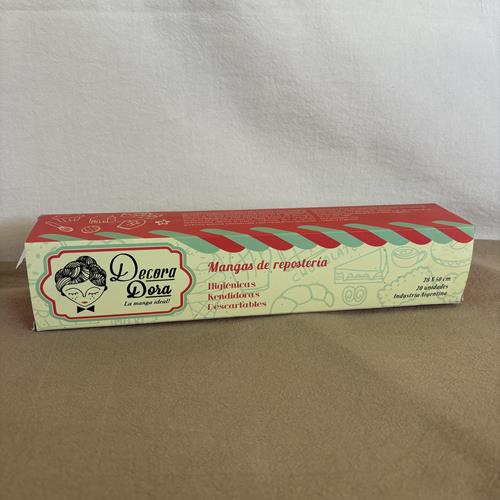 Decora
Dora
La manga ideal!
Mangas de repostería
Higiénicas
Rendidoras
Descartables
28 X 50 cm
20 unidades
Industria Argentina